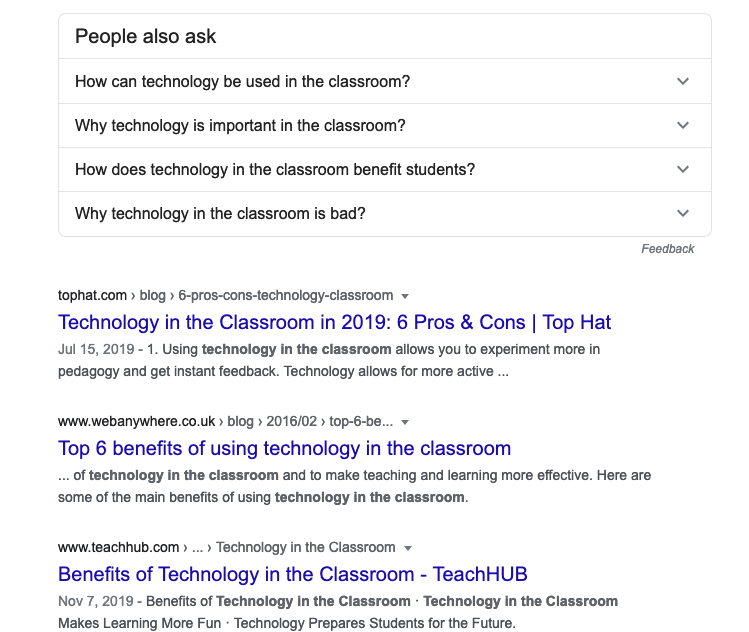 People also ask
How can technology be used in the classroom?
Why technology is important in the classroom?
How does technology in the classroom benefit students?
Why technology in the classroom is bad?
Feedback
tophat.com › blog › 6-pros-cons-technology-classroom
Technology in the Classroom in 2019: 6 Pros & Cons | Top Hat
Jul 15, 2019 - 1. Using technology in the classroom allows you to experiment more in
pedagogy and get instant feedback. Technology allows for more active ...
www.webanywhere.co.uk › blog › 2016/02 › top-6-be...
Top 6 benefits of using technology in the classroom
... of technology in the classroom and to make teaching and learning more effective. Here are
some of the main benefits of using technology in the classroom.
www.teachhub.com › ... › Technology in the Classroom
Benefits of Technology in the Classroom - TeachHUB
Nov 7, 2019 - Benefits of Technology in the Classroom · Technology in the Classroom
Makes Learning More Fun · Technology Prepares Students for the Future.